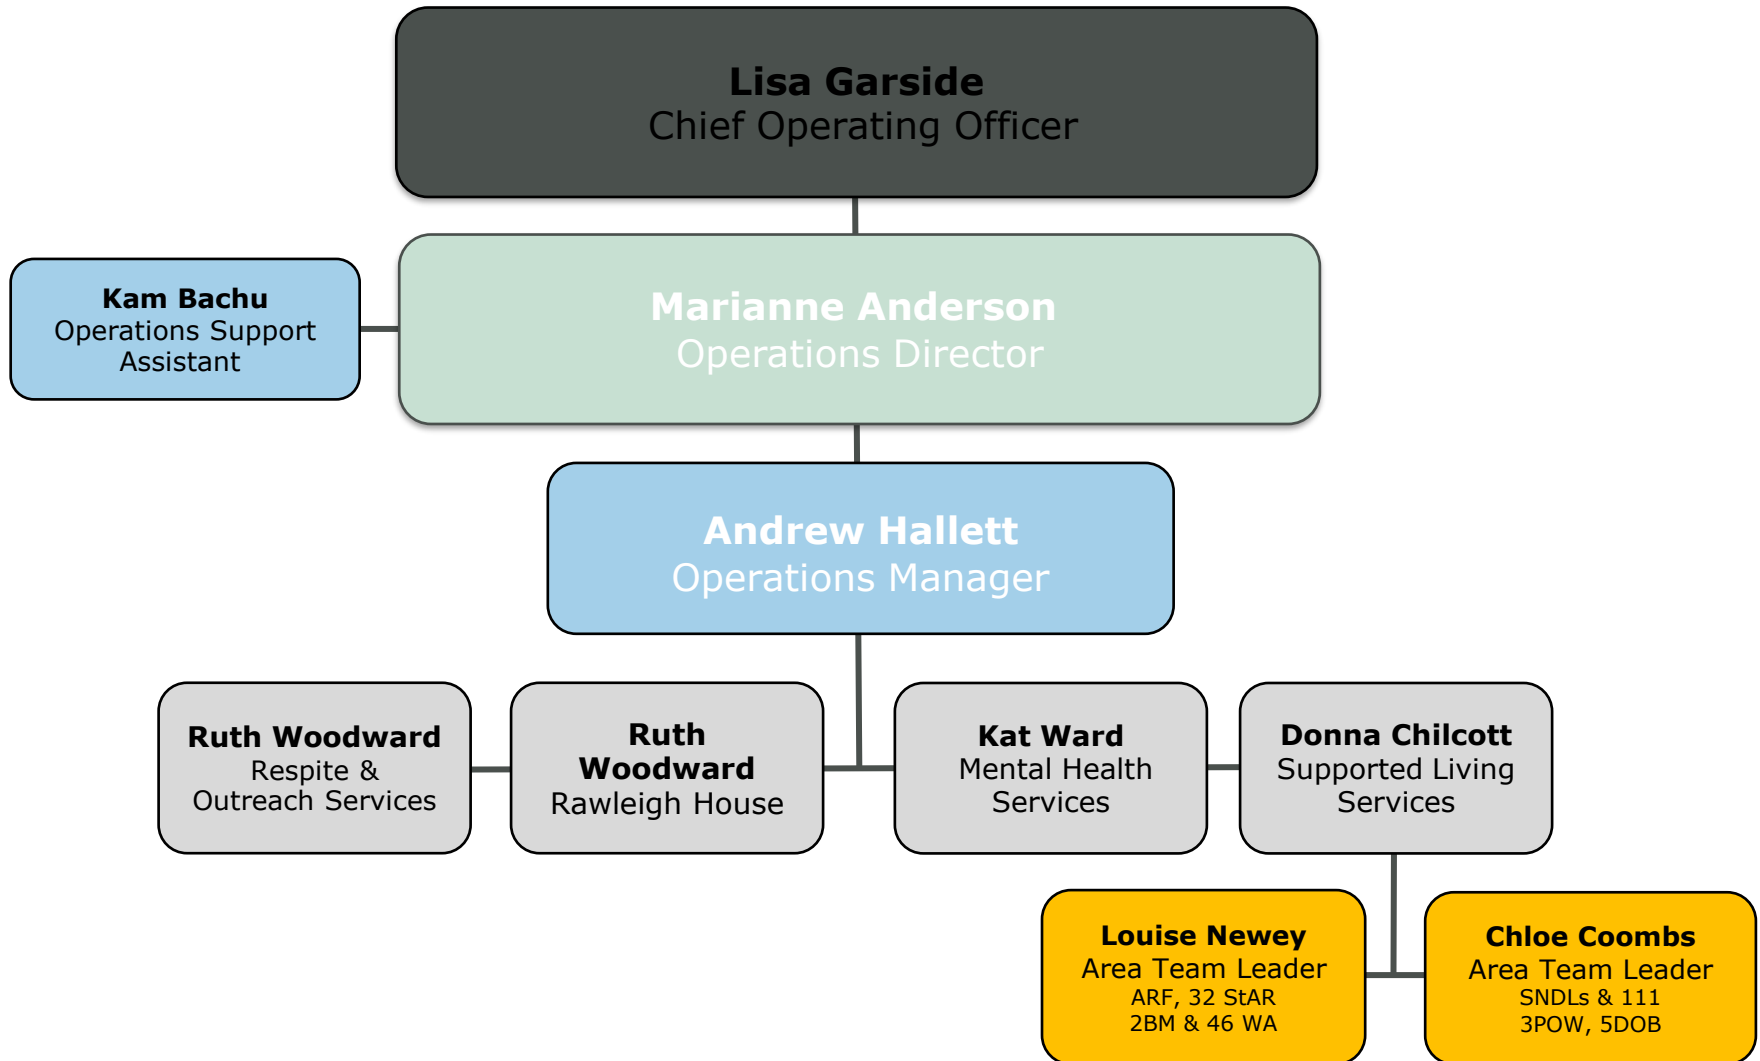 Lisa Garside
Chief Operating Officer
Kam Bachu
Operations Support
Assistant
Marianne Anderson
Operations Director
Andrew Hallett
Operations Manager
Ruth Woodward
Respite &
Outreach Services
Ruth
Woodward
Rawleigh House
Kat Ward
Mental Health
Services
Donna Chilcott
Supported Living
Services
Louise Newey
Area Team Leader
ARF, 32 StAR
2BM & 46 WA
Chloe Coombs
Area Team Leader
SNDLs & 111
3POW, 5DOB